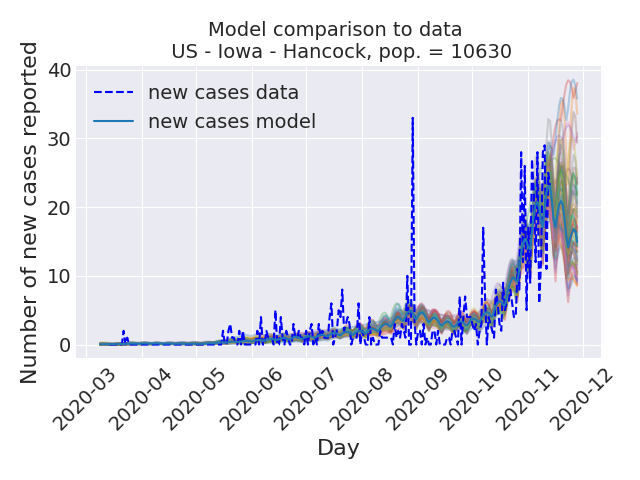 Model comparison to data
US - Iowa - Hancock, pop. = 10630
Number of new cases reported
40
30
20
10
0
new cases data
new cases model
2020-03
2020-04
2020-05
2020-06
2020-07
2020-08
2020-09
2020-10
2020-11
2020-12
Day